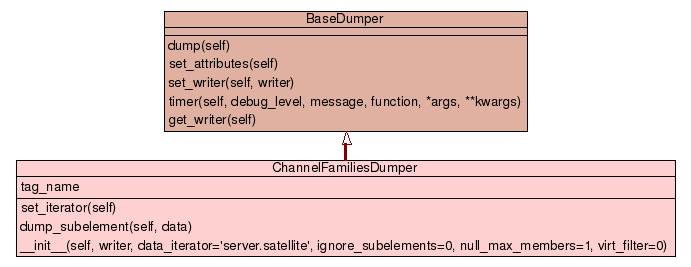 BaseDumper
dump(self)
set_attributes(self)
set_writer(self, writer)
timer(self, debug_level, message, function, *args, **kwargs)
get_writer(self)
ChannelFamiliesDumper
tag_name
set_iterator(self)
dump_subelement(self, data)
__init__(self, writer, data_iterator='server.satellite', ignore_subelements=0, null_max_members=1, virt_filter=0)